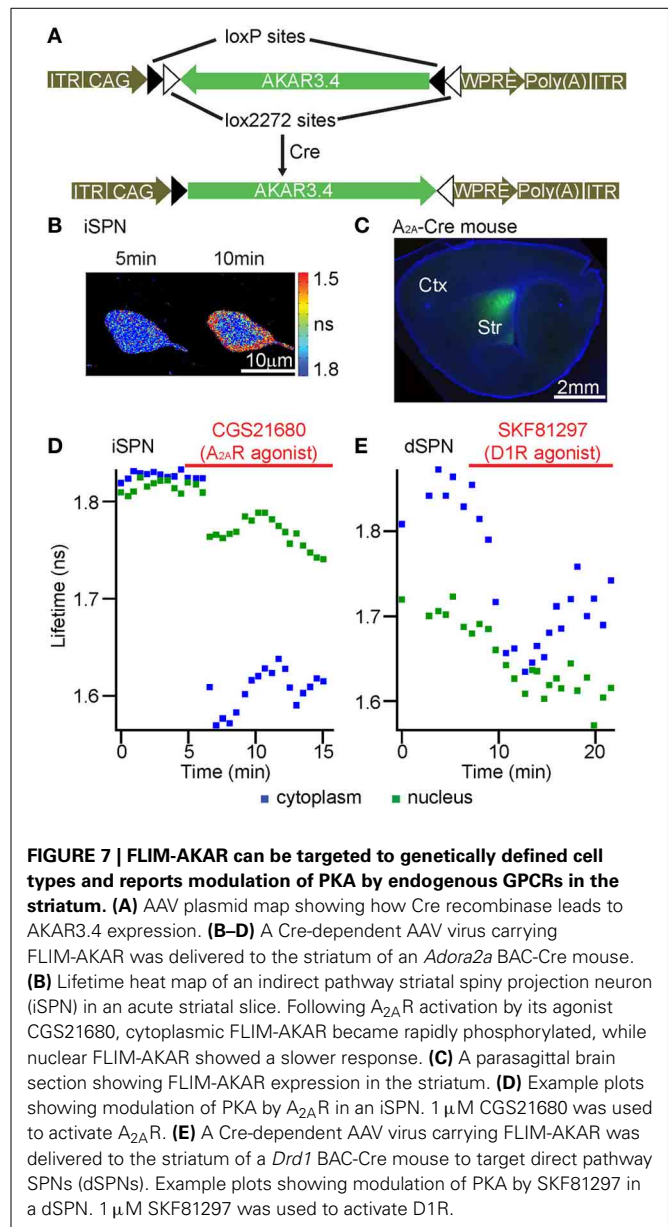 A
loxP sites
ITR CAG AKAR3.4 WPRE Poly(A) ITR
lox2272 sites
Cre
ITR CAG AKAR3.4 WPRE Poly(A) ITR
B iSPN
5min 10min
1.5
ns
1.8
10μm
C A2A-Cre mouse
Ctx
Str
2mm
D iSPN
CGS21680
(A2AR agonist)
1.8
1.7
1.6
Lifetime (ns)
0 5 10 15
Time (min)
E dSPN
SKF81297
(D1R agonist)
1.8
1.7
1.6
0 10 20
Time (min)
cytoplasm nucleus
FIGURE 7 | FLIM-AKAR can be targeted to genetically defined cell
types and reports modulation of PKA by endogenous GPCRs in the
striatum. (A) AAV plasmid map showing how Cre recombinase leads to
AKAR3.4 expression. (B–D) A Cre-dependent AAV virus carrying
FLIM-AKAR was delivered to the striatum of an Adora2a BAC-Cre mouse.
(B) Lifetime heat map of an indirect pathway striatal spiny projection neuron
(iSPN) in an acute striatal slice. Following A2AR activation by its agonist
CGS21680, cytoplasmic FLIM-AKAR became rapidly phosphorylated, while
nuclear FLIM-AKAR showed a slower response. (C) A parasagittal brain
section showing FLIM-AKAR expression in the striatum. (D) Example plots
showing modulation of PKA by A2AR in an iSPN. 1 μM CGS21680 was used
to activate A2AR. (E) A Cre-dependent AAV virus carrying FLIM-AKAR was
delivered to the striatum of a Drd1 BAC-Cre mouse to target direct pathway
SPNs (dSPNs). Example plots showing modulation of PKA by SKF81297 in
a dSPN. 1 μM SKF81297 was used to activate D1R.